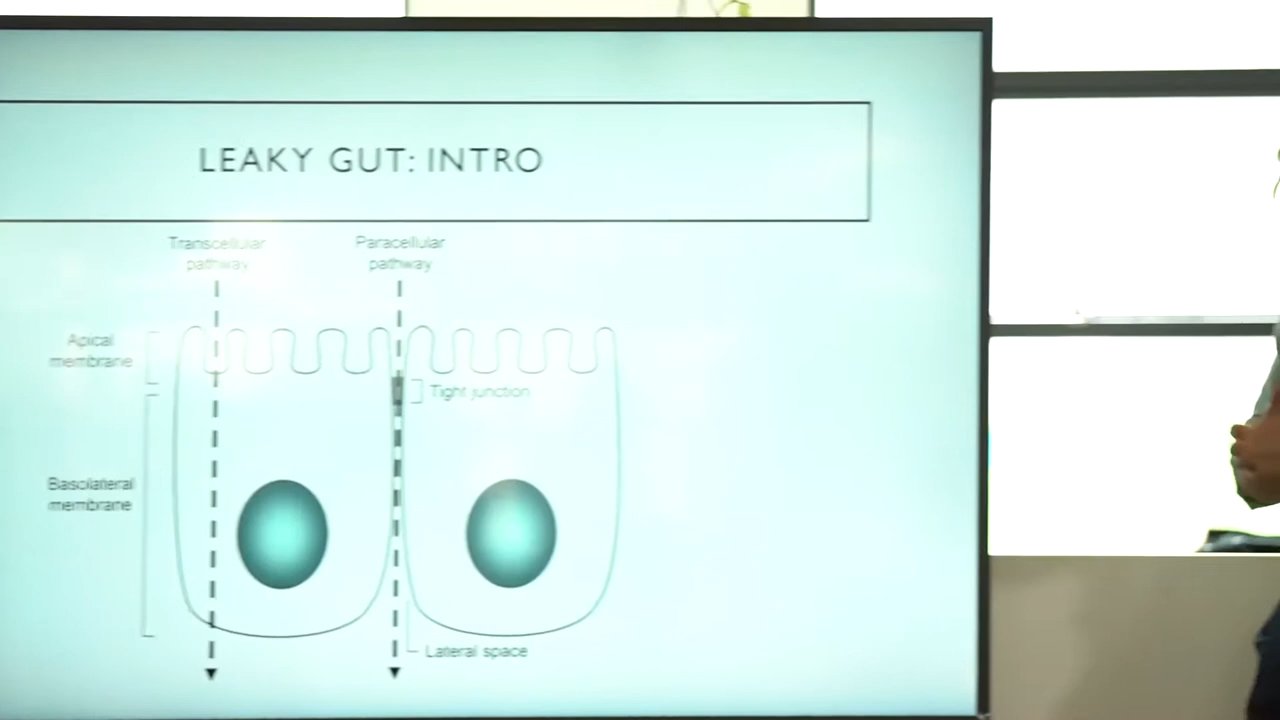 LEAKY GUT: INTRO
Transcellular
pathway
Paracellular
pathway
Apical
membrane
Tight junction
Basolateral
membrane
Lateral space